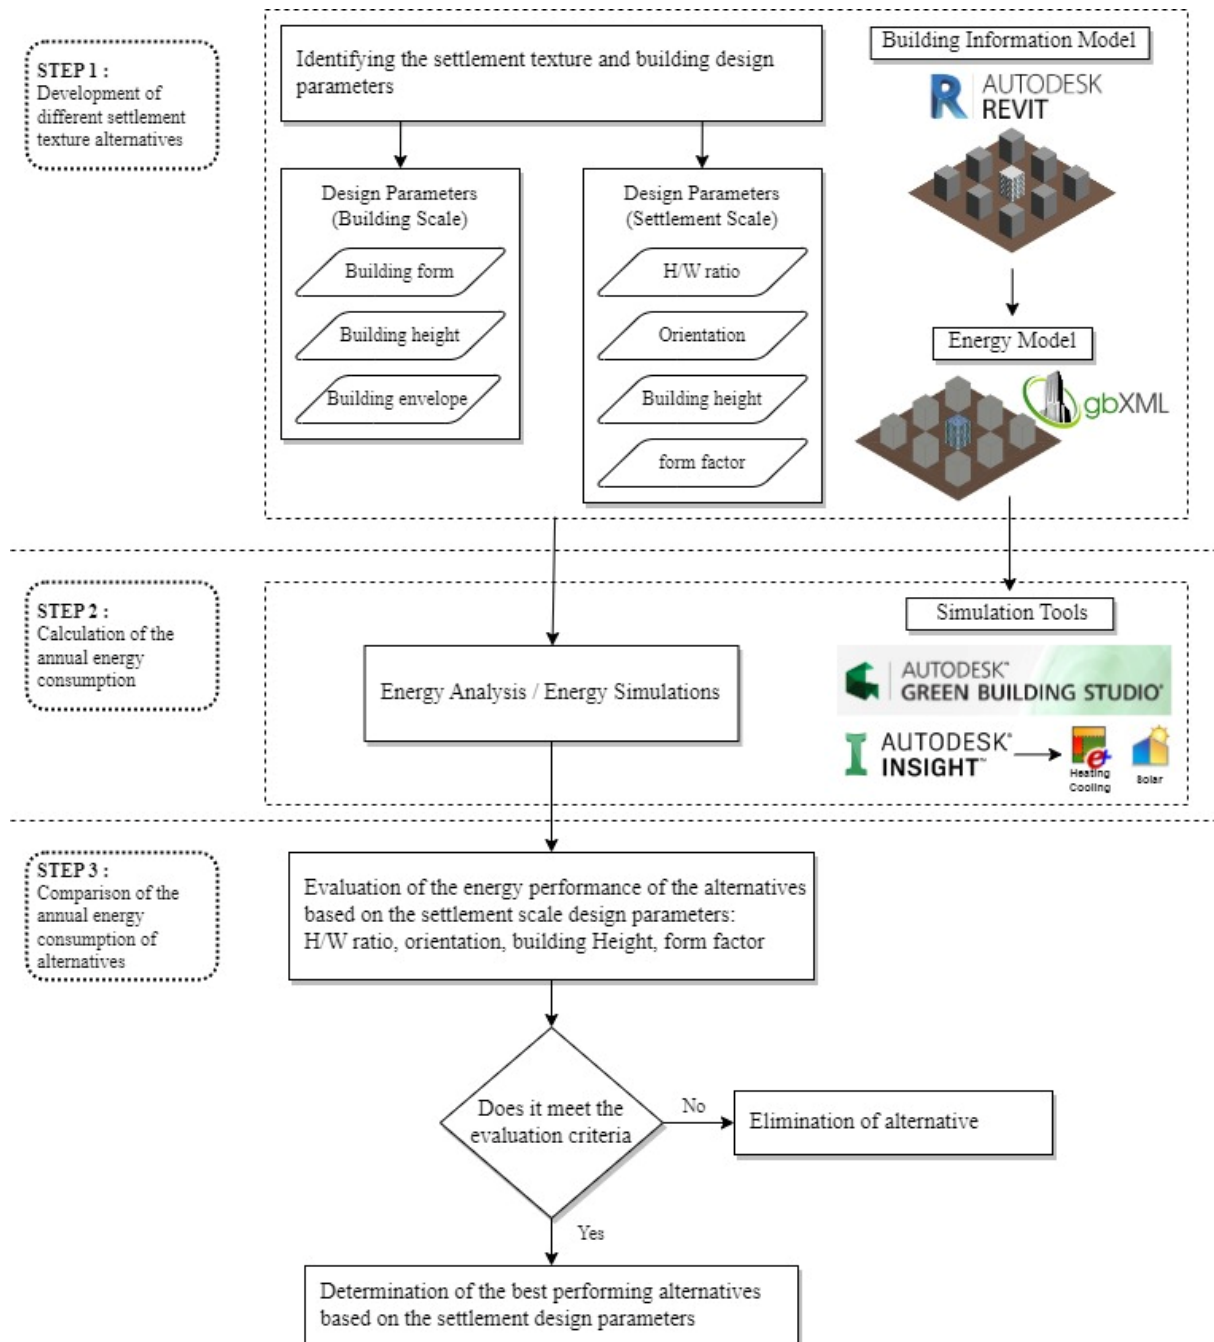 STEP 1 :
Development of
different settlement
texture alternatives
Identifying the settlement texture and building design
parameters
Design Parameters
(Building Scale)
Building form
Building height
Building envelope
Design Parameters
(Settlement Scale)
H/W ratio
Orientation
Building height
form factor
Building Information Model
AUTODESK
REVIT
Energy Model
gbXML
STEP 2 :
Calculation of the
annual energy
consumption
Energy Analysis / Energy Simulations
Simulation Tools
AUTODESK™
GREEN BUILDING STUDIO®
AUTODESK®
INSIGHT™
e+
Heating
Cooling
Solar
STEP 3 :
Comparison of the
annual energy
consumption of
alternatives
Evaluation of the energy performance of the alternatives
based on the settlement scale design parameters:
H/W ratio, orientation, building Height, form factor
Does it meet the
evaluation criteria
No
Elimination of alternative
Yes
Determination of the best performing alternatives
based on the settlement design parameters